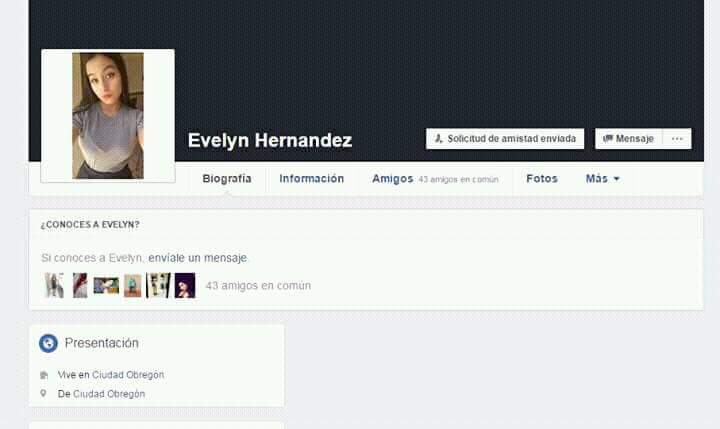 Evelyn Hernandez
Solicitud de amistad enviada
Mensaje
Biografía
Información
Amigos 43 amigos en común
Fotos
Más
¿CONOCES A EVELYN?
Si conoces a Evelyn, envíale un mensaje.
43 amigos en común
Presentación
Vive en Ciudad Obregón
De Ciudad Obregón